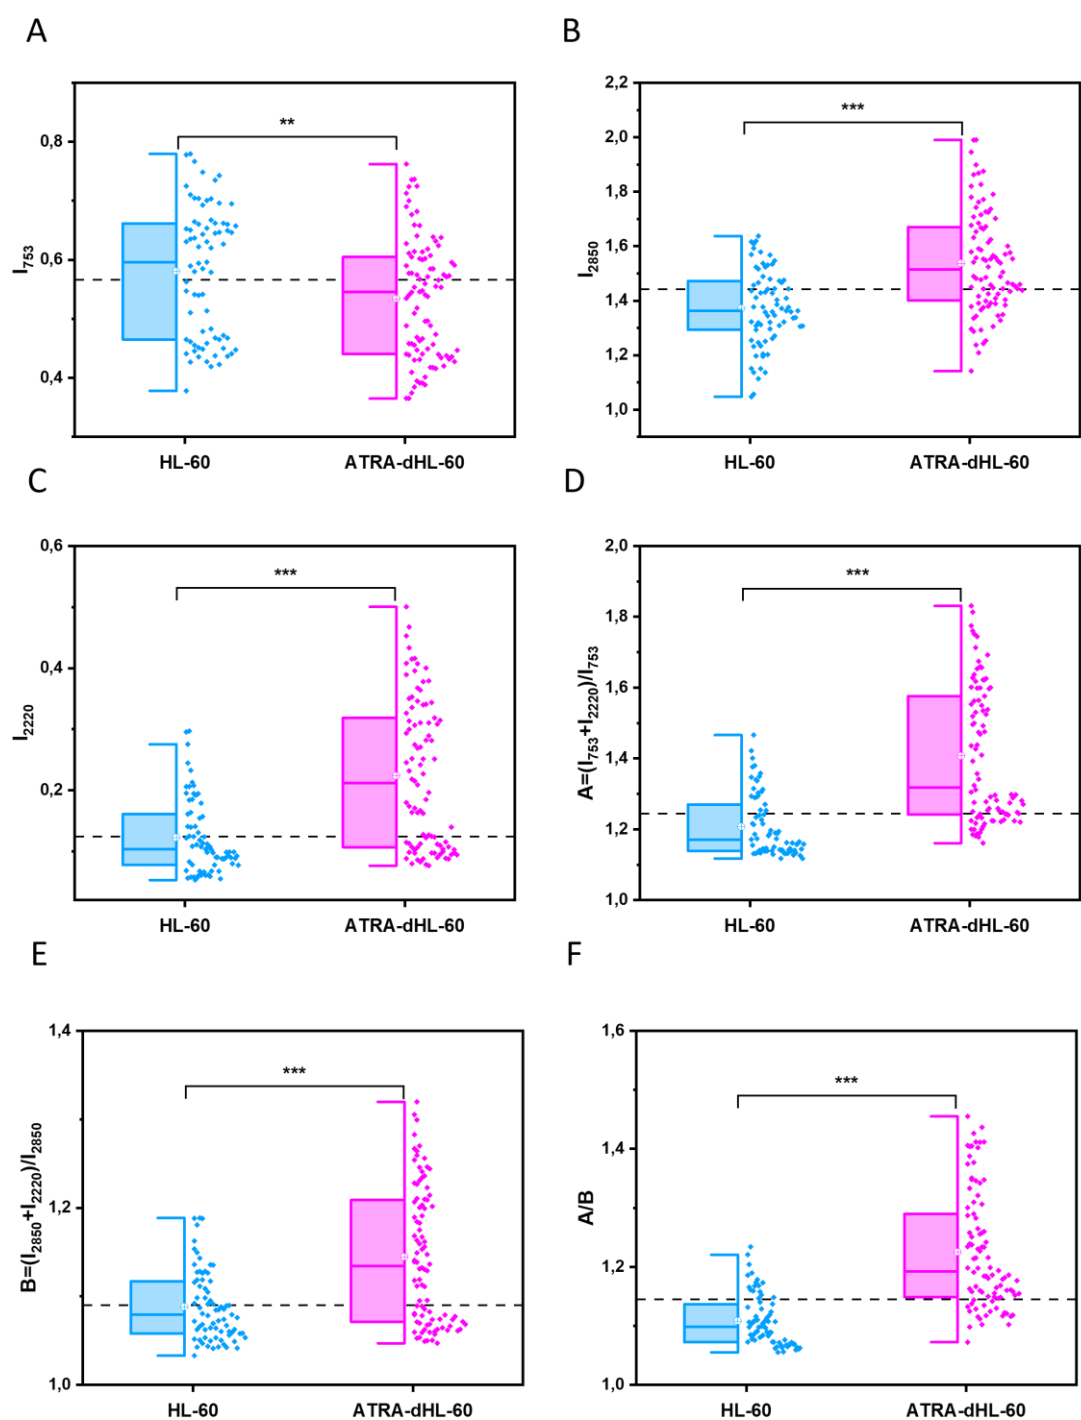 A
B
I753
0,8
0,6
0,4
**
HL-60
ATRA-dHL-60
I2850
2,2
2,0
1,8
1,6
1,4
1,2
1,0
***
HL-60
ATRA-dHL-60
C
D
I2220
0,6
0,4
0,2
***
HL-60
ATRA-dHL-60
A=(I753+I2220)/I753
2,0
1,8
1,6
1,4
1,2
1,0
***
HL-60
ATRA-dHL-60
E
F
B=(I2850+I2220)/I2850
1,4
1,2
1,0
***
HL-60
ATRA-dHL-60
A/B
1,6
1,4
1,2
1,0
***
HL-60
ATRA-dHL-60